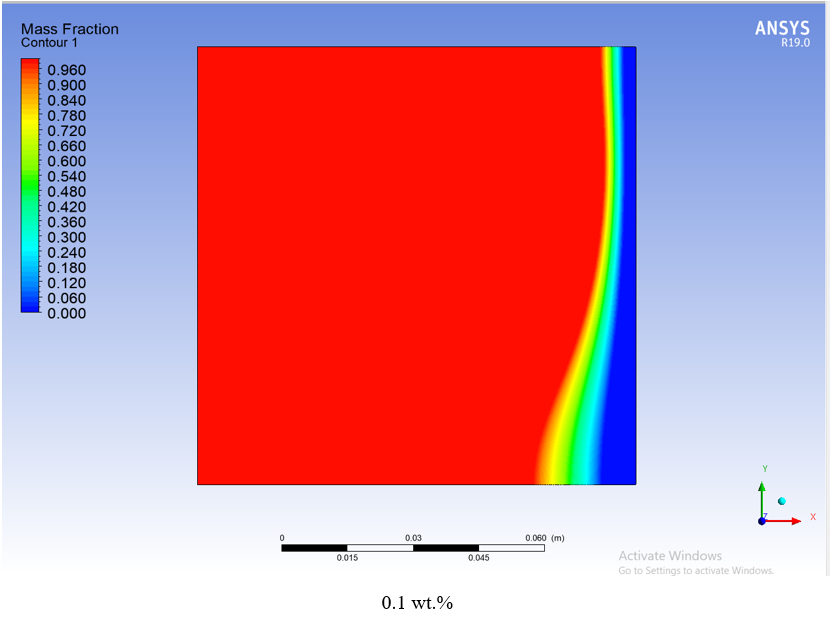 Mass Fraction
Contour 1
ANSYS
R19.0
0.960
0.900
0.840
0.780
0.720
0.660
0.600
0.540
0.480
0.420
0.360
0.300
0.240
0.180
0.120
0.060
0.000
Y
X
Z
0 0.03 0.060 (m)
0.015 0.045
Activate Windows
Go to Settings to activate Windows.
0.1 wt.%